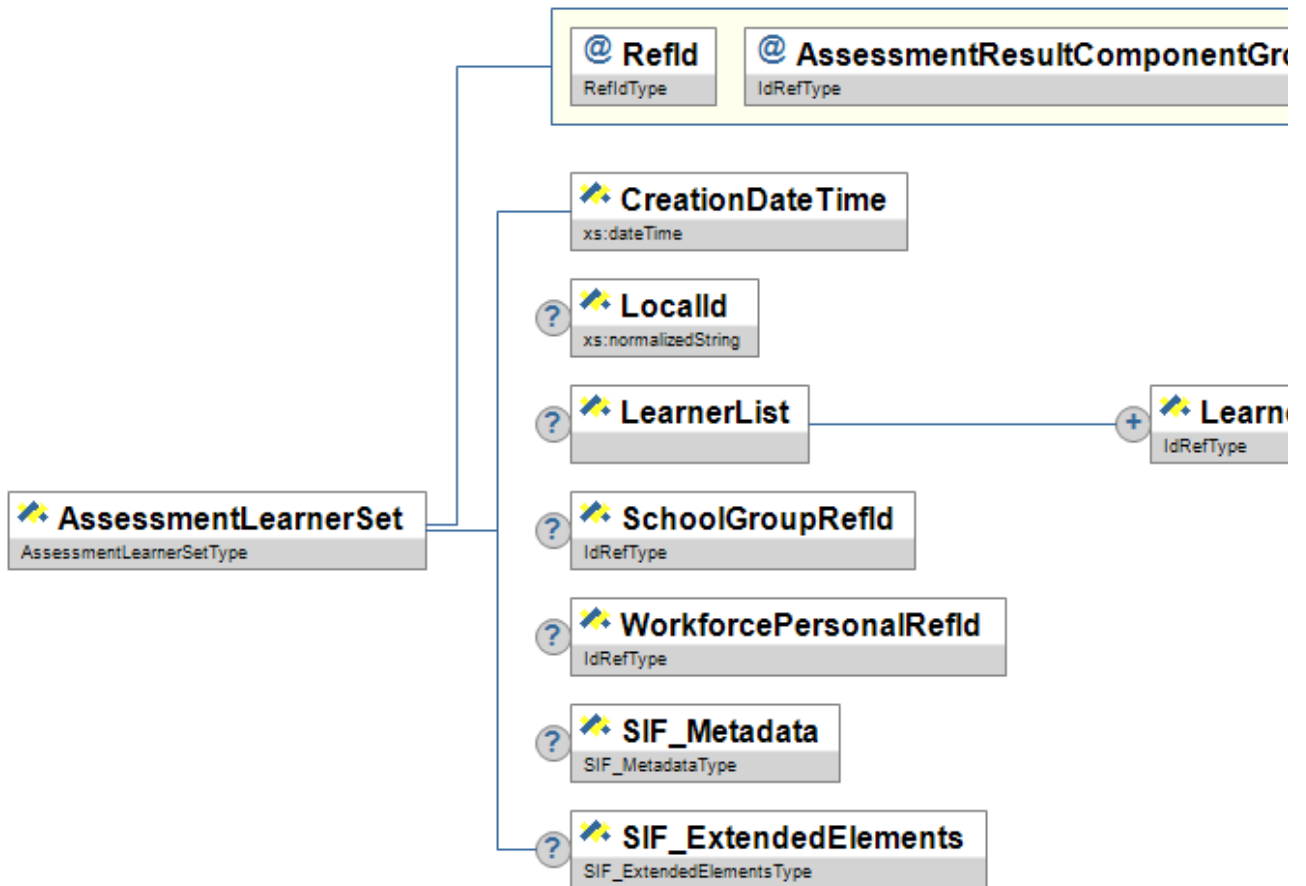 @ RefId
RefIdType
@ AssessmentResultComponentGro
IdRefType
CreationDateTime
xs:dateTime
? LocalId
xs:normalizedString
? LearnerList
+ Learne
IdRefType
AssessmentLearnerSet
AssessmentLearnerSetType
? SchoolGroupRefId
IdRefType
? WorkforcePersonalRefId
IdRefType
? SIF_Metadata
SIF_MetadataType
? SIF_ExtendedElements
SIF_ExtendedElementsType